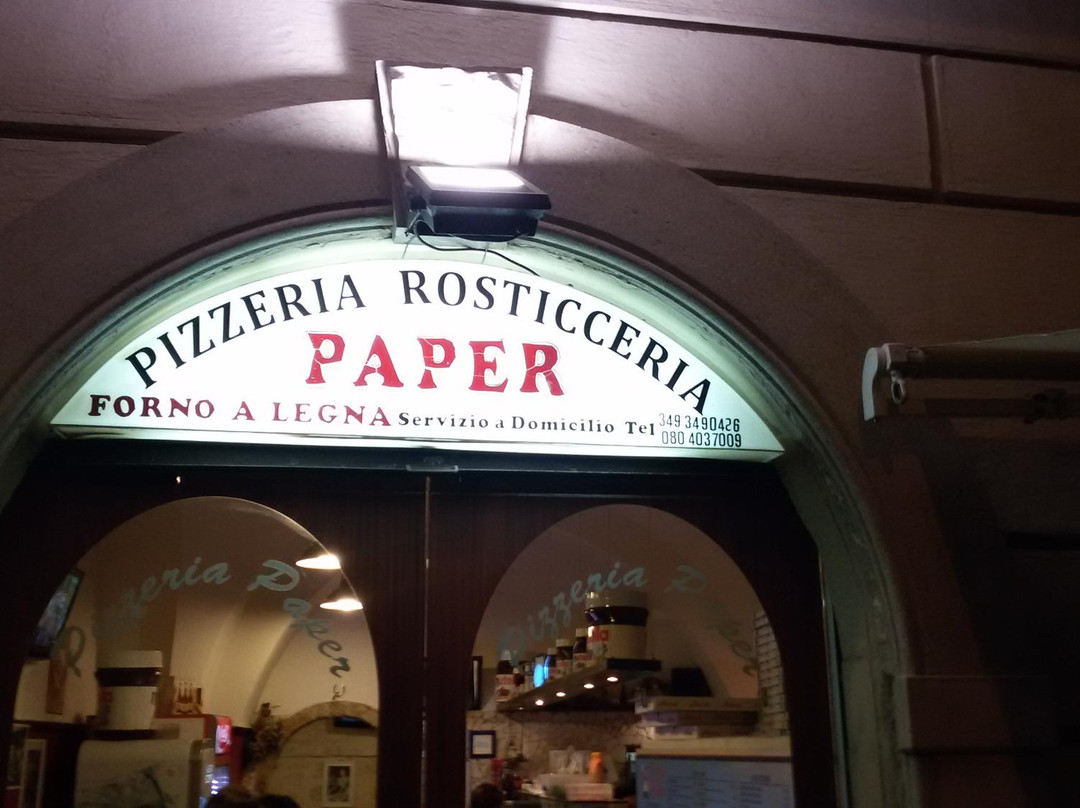 PIZZERIA ROSTICCERIA
PAPER
FORNO A LEGNA Servizio a Domicilio Tel 349 3490426
080 4037009
Pizzeria Paper
Pizzeria Paper